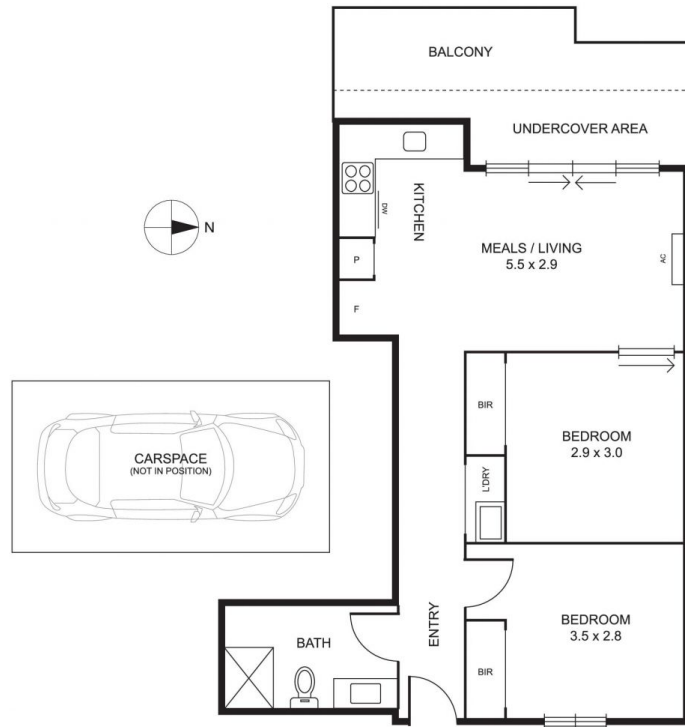 BALCONY
UNDERCOVER AREA
KITCHEN
DW
P
F
N
MEALS / LIVING
5.5 x 2.9
AC
BIR
BEDROOM
2.9 x 3.0
L'DRY
CARSPACE
(NOT IN POSITION)
BATH
ENTRY
BEDROOM
3.5 x 2.8
BIR